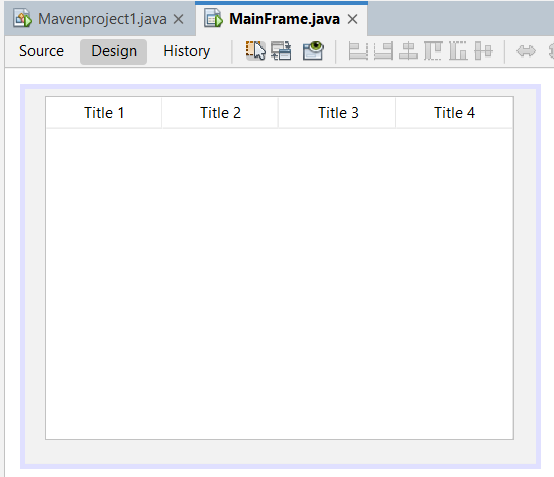 Mavenproject1.java MainFrame.java
Source Design History
Title 1 Title 2 Title 3 Title 4